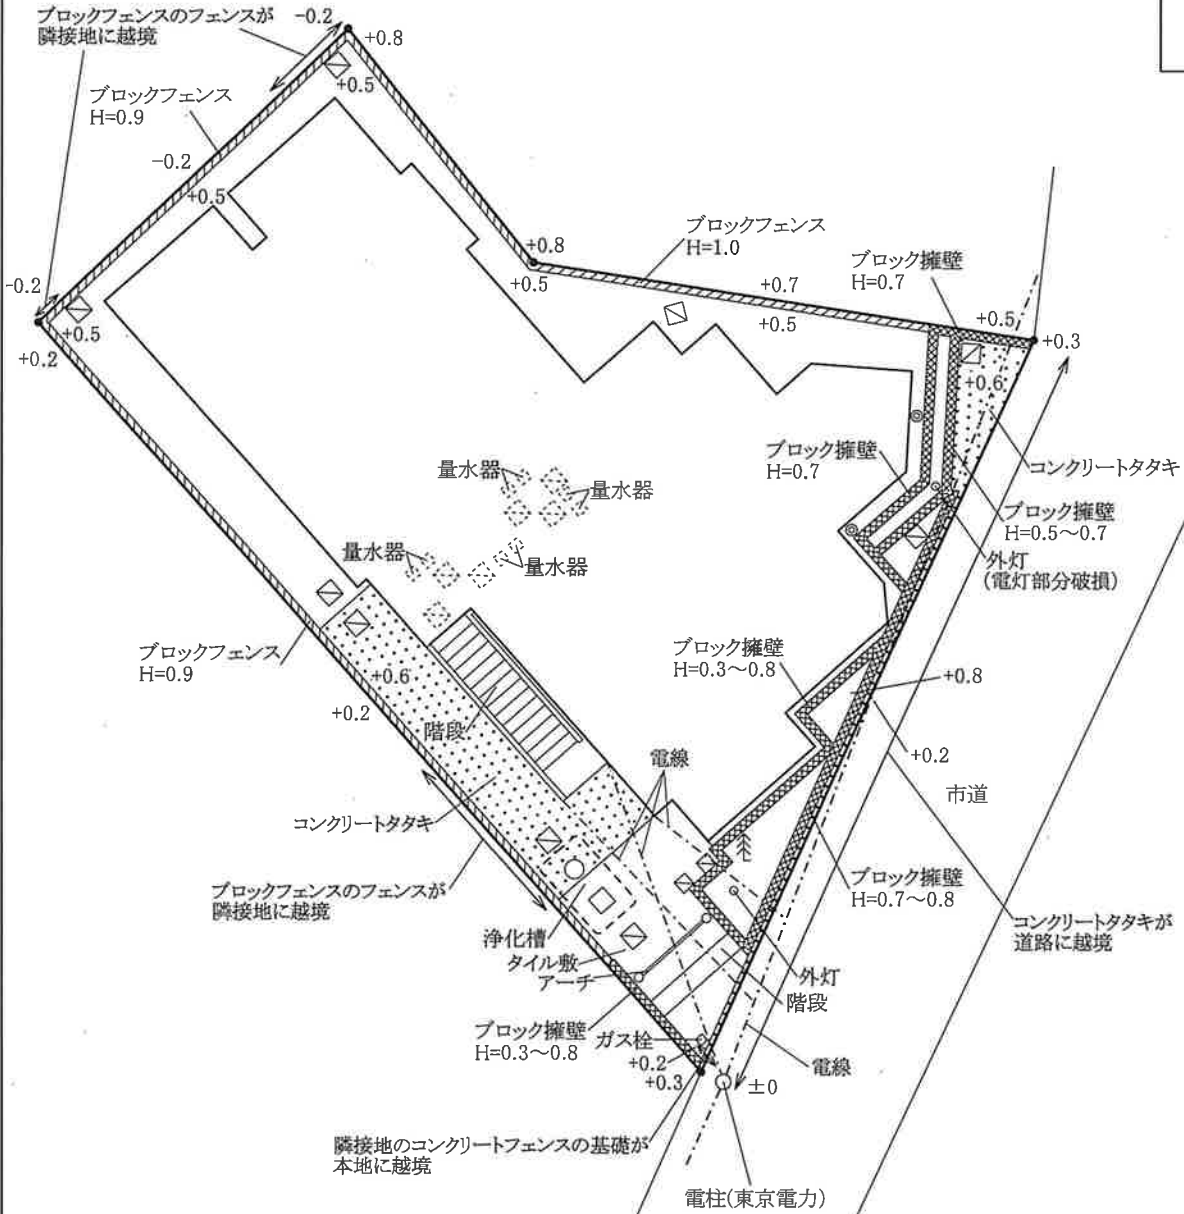 ブロックフェンスのフェンスが
隣接地に越境
-0.2
+0.8
+0.5
ブロックフェンス
H=0.9
-0.2
+0.5
-0.2
+0.5
+0.2
+0.8
+0.5
ブロックフェンス
H=1.0
+0.7
+0.5
ブロック擁壁
H=0.7
+0.5
+0.3
+0.6
ブロック擁壁
H=0.7
コンクリートタタキ
ブロック擁壁
H=0.5～0.7
外灯
(電灯部分破損)
量水器
量水器
量水器
量水器
ブロックフェンス
H=0.9
+0.6
+0.2
階段
ブロック擁壁
H=0.3～0.8
+0.8
+0.2
市道
電線
コンクリートタタキ
ブロックフェンスのフェンスが
隣接地に越境
ブロック擁壁
H=0.7～0.8
コンクリートタタキが
道路に越境
浄化槽
タイル敷
アーチ
外灯
階段
ブロック擁壁
H=0.3～0.8
ガス栓
+0.2
+0.3
電線
±0
隣接地のコンクリートフェンスの基礎が
本地に越境
電柱(東京電力)